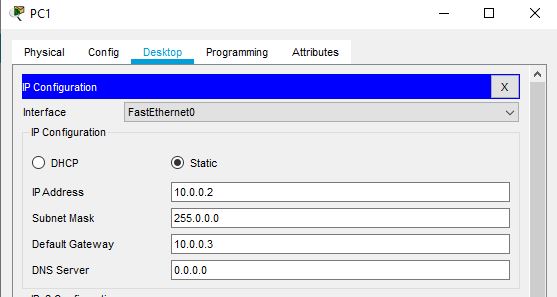 PC1
Physical Config Desktop Programming Attributes
IP Configuration X
Interface FastEthernet0
IP Configuration
DHCP Static
IP Address 10.0.0.2
Subnet Mask 255.0.0.0
Default Gateway 10.0.0.3
DNS Server 0.0.0.0